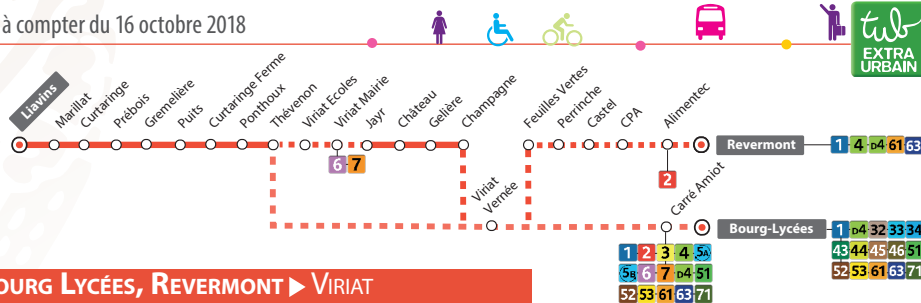 à compter du 16 octobre 2018
tub
EXTRA
URBAIN
Liavins
Marillat
Curtaringe
Prébois
Gremelière
Puits
Curtaringe Ferme
Ponthoux
Thévenon
Viriat Ecoles
Viriat Mairie
Jayr
Château
Gelière
Champagne
Feuilles Vertes
Perrinche
Castel
CPA
Alimentec
6 7
2
Revermont
1 4 D4 61 63
Viriat
Vernée
Carré Amiot
Bourg-Lycées
1 D4 32 33 34
43 44 45 46 51
52 53 61 63 71
1 2 3 4 5A
5B 6 7 D4 51
52 53 61 63 71
OURG LYCÉES, REVERMONT ▶ VIRIAT